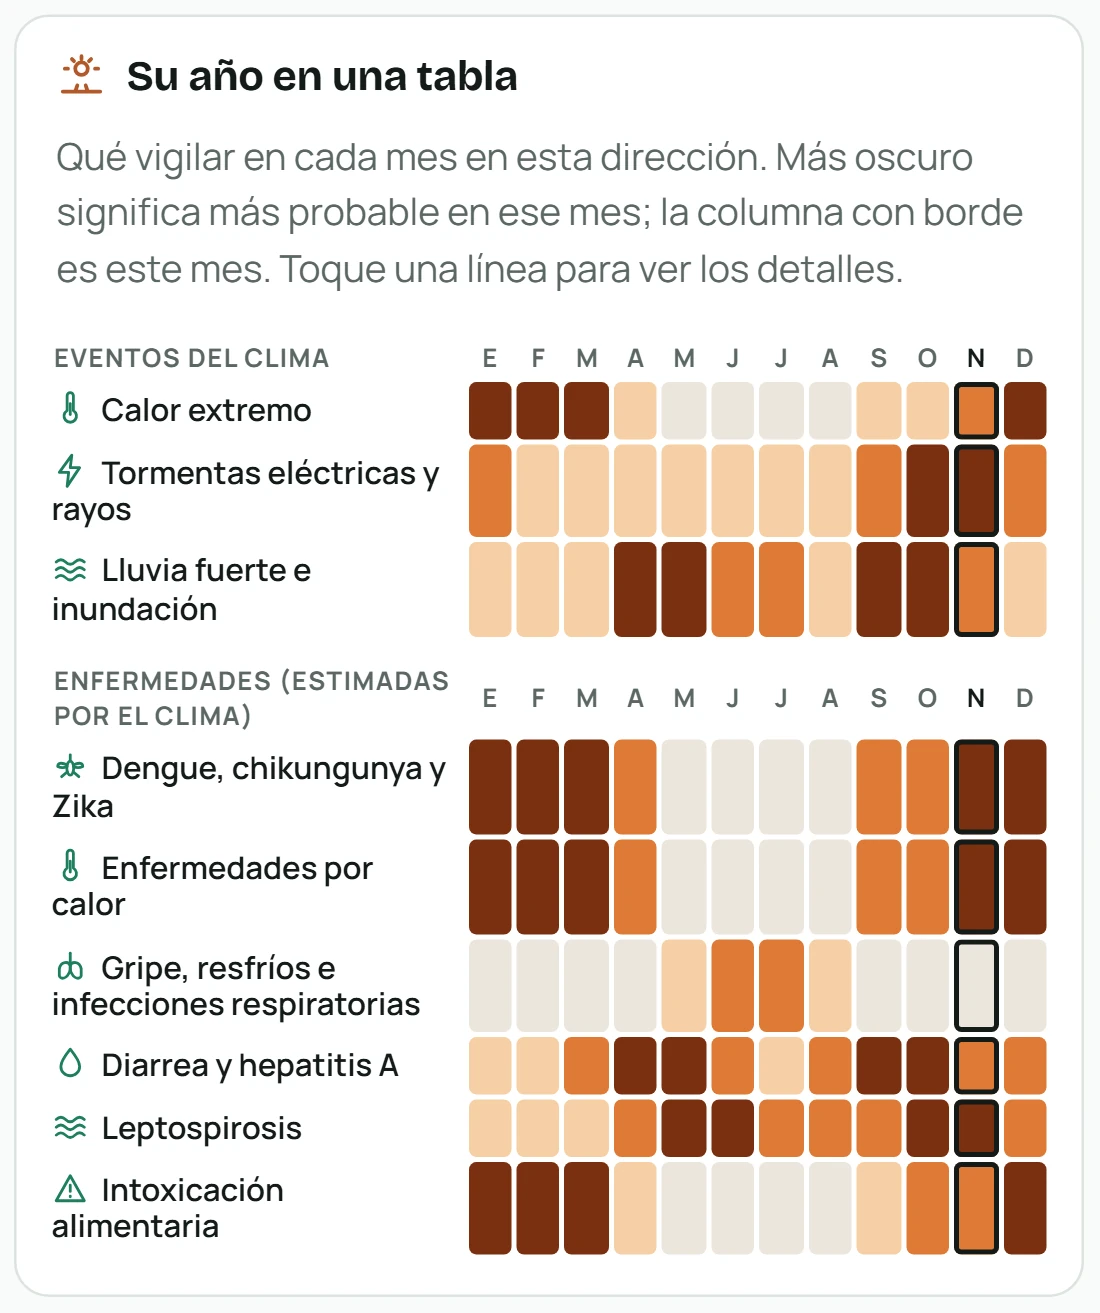 Su año en una tabla
Qué vigilar en cada mes en esta dirección. Más oscuro
significa más probable en ese mes; la columna con borde
es este mes. Toque una línea para ver los detalles.
EVENTOS DEL CLIMA E F M A M J J A S O N D
Calor extremo
Tormentas eléctricas y
rayos
Lluvia fuerte e
inundación
ENFERMEDADES (ESTIMADAS
POR EL CLIMA) E F M A M J J A S O N D
Dengue, chikungunya y
Zika
Enfermedades por
calor
Gripe, resfríos e
infecciones respiratorias
Diarrea y hepatitis A
Leptospirosis
Intoxicación
alimentaria